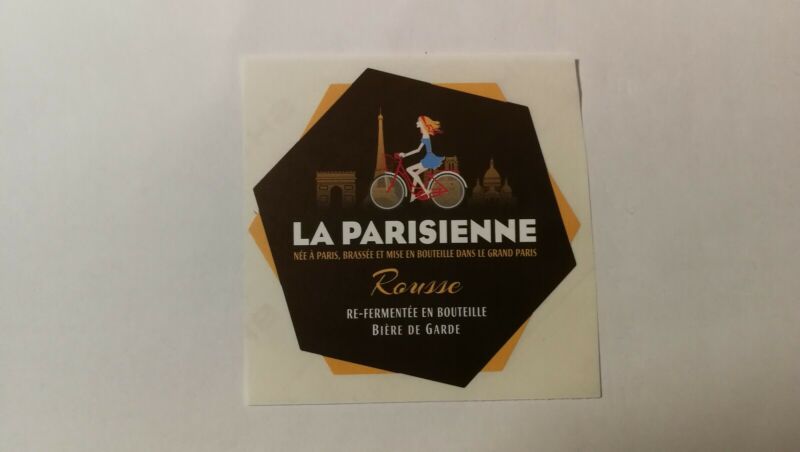 LA PARISIENNE
NÉE À PARIS, BRASSÉE ET MISE EN BOUTEILLE DANS LE GRAND PARIS
Rousse
RE-FERMENTÉE EN BOUTEILLE
BIÈRE DE GARDE